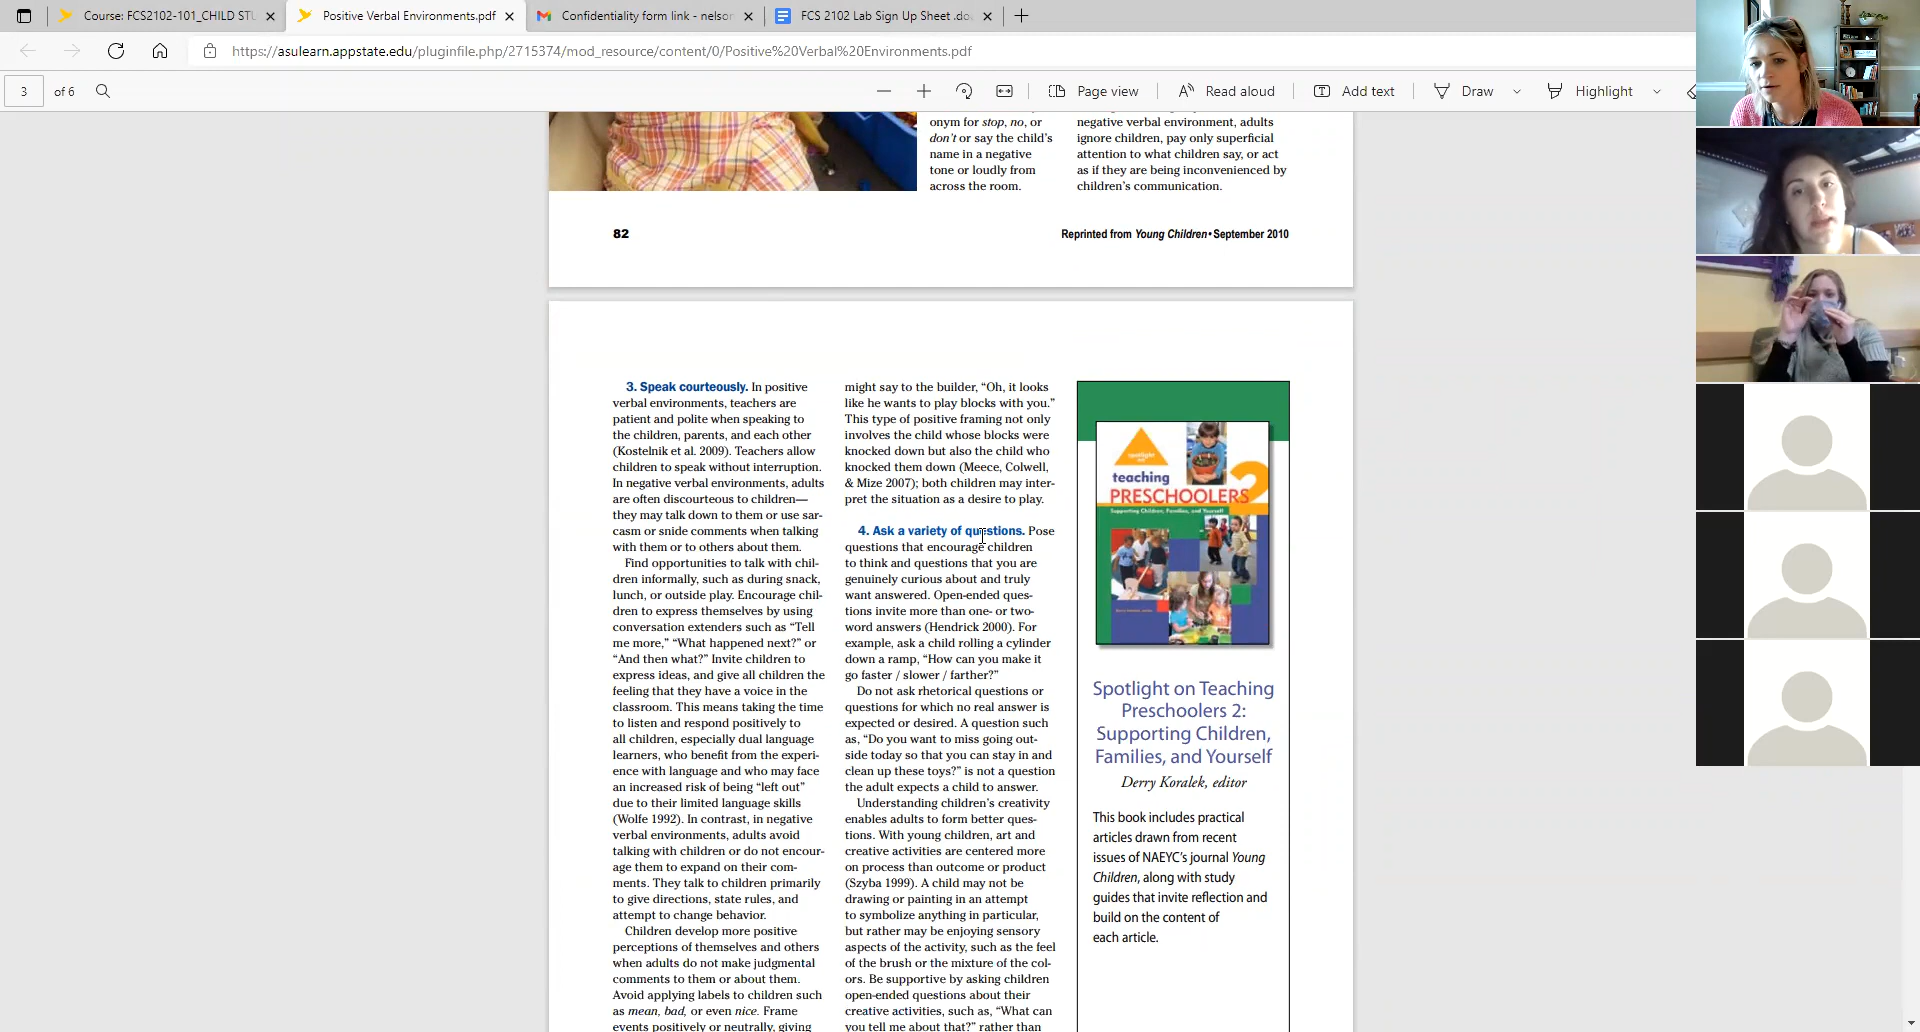 Course: FCS2102-101_CHILD STU
Positive Verbal Environments.pdf
Confidentiality form link - nelson
FCS 2102 Lab Sign Up Sheet .do
https://asulearn.appstate.edu/pluginfile.php/2715374/mod_resource/content/0/Positive%20Verbal%20Environments.pdf
3 of 6
Page view
Read aloud
Add text
Draw
Highlight
onym for stop, no, or
don't or say the child's
name in a negative
tone or loudly from
across the room.
negative verbal environment, adults
ignore children, pay only superficial
attention to what children say, or act
as if they are being inconvenienced by
children's communication.
82
Reprinted from Young Children • September 2010
3. Speak courteously. In positive
verbal environments, teachers are
patient and polite when speaking to
the children, parents, and each other
(Kostelnik et al. 2009). Teachers allow
children to speak without interruption.
In negative verbal environments, adults
are often discourteous to children—
they may talk down to them or use sar-
casm or snide comments when talking
with them or to others about them.
Find opportunities to talk with chil-
dren informally, such as during snack,
lunch, or outside play. Encourage chil-
dren to express themselves by using
conversation extenders such as “Tell
me more,” “What happened next?” or
“And then what?” Invite children to
express ideas, and give all children the
feeling that they have a voice in the
classroom. This means taking the time
to listen and respond positively to
all children, especially dual language
learners, who benefit from the experi-
ence with language and who may face
an increased risk of being “left out”
due to their limited language skills
(Wolfe 1992). In contrast, in negative
verbal environments, adults avoid
talking with children or do not encour-
age them to expand on their com-
ments. They talk to children primarily
to give directions, state rules, and
attempt to change behavior.
Children develop more positive
perceptions of themselves and others
when adults do not make judgmental
comments to them or about them.
Avoid applying labels to children such
as mean, bad, or even nice. Frame
events positively or neutrally, giving
might say to the builder, “Oh, it looks
like he wants to play blocks with you.”
This type of positive framing not only
involves the child whose blocks were
knocked down but also the child who
knocked them down (Meece, Colwell,
& Mize 2007); both children may inter-
pret the situation as a desire to play.
4. Ask a variety of questions. Pose
questions that encourage children
to think and questions that you are
genuinely curious about and truly
want answered. Open-ended ques-
tions invite more than one- or two-
word answers (Hendrick 2000). For
example, ask a child rolling a cylinder
down a ramp, “How can you make it
go faster / slower / farther?”
Do not ask rhetorical questions or
questions for which no real answer is
expected or desired. A question such
as, “Do you want to miss going out-
side today so that you can stay in and
clean up these toys?” is not a question
the adult expects a child to answer.
Understanding children's creativity
enables adults to form better ques-
tions. With young children, art and
creative activities are centered more
on process than outcome or product
(Szyba 1999). A child may not be
drawing or painting in an attempt
to symbolize anything in particular,
but rather may be enjoying sensory
aspects of the activity, such as the feel
of the brush or the mixture of the col-
ors. Be supportive by asking children
open-ended questions about their
creative activities, such as, “What can
you tell me about that?” rather than
spotlight on
teaching
PRESCHOOLERS 2
Supporting Children, Families, and Yourself
Spotlight on Teaching
Preschoolers 2:
Supporting Children,
Families, and Yourself
Derry Koralek, editor
This book includes practical
articles drawn from recent
issues of NAEYC's journal Young
Children, along with study
guides that invite reflection and
build on the content of
each article.